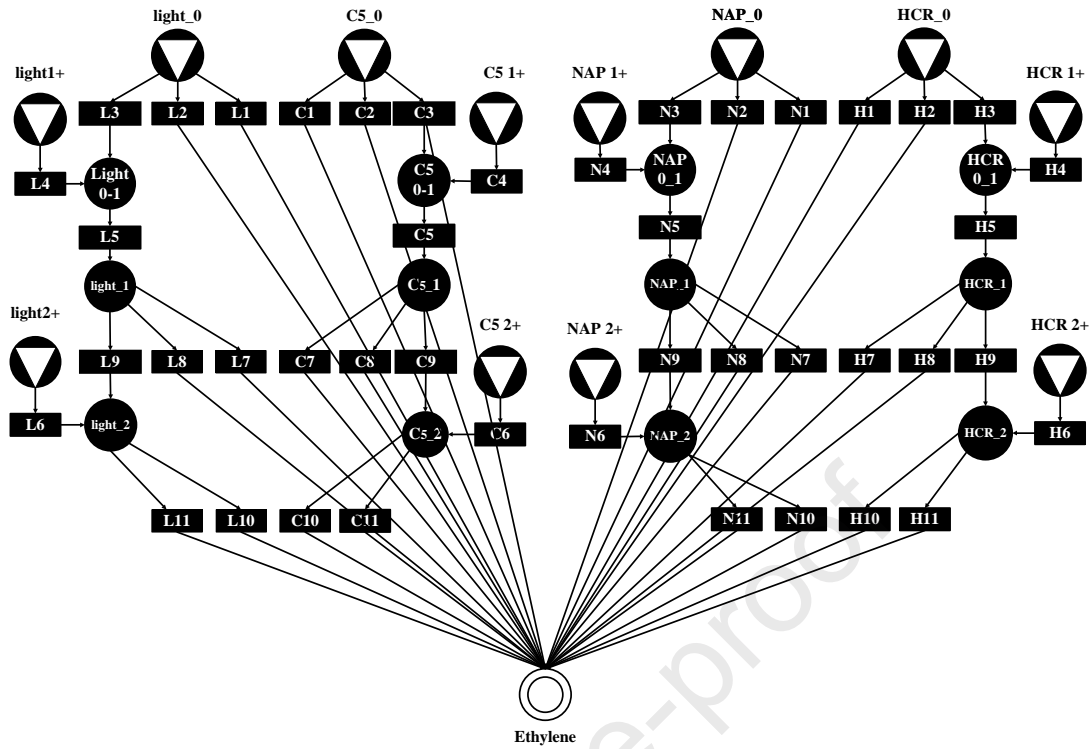 light_0
C5_0
NAP_0
HCR_0
light1+
C5 1+
NAP 1+
HCR 1+
L3
L2
L1
C1
C2
C3
N3
N2
N1
H1
H2
H3
L4
Light
0-1
C5
0-1
C4
N4
NAP
0_1
HCR
0_1
H4
L5
C5
N5
H5
light_1
C5_1
NAP_1
HCR_1
light2+
C5 2+
NAP 2+
HCR 2+
L9
L8
L7
C7
C8
C9
N9
N8
N7
H7
H8
H9
L6
light_2
C5_2
C6
N6
NAP_2
HCR_2
H6
L11
L10
C10
C11
N11
N10
H10
H11
e-proof
Ethylene